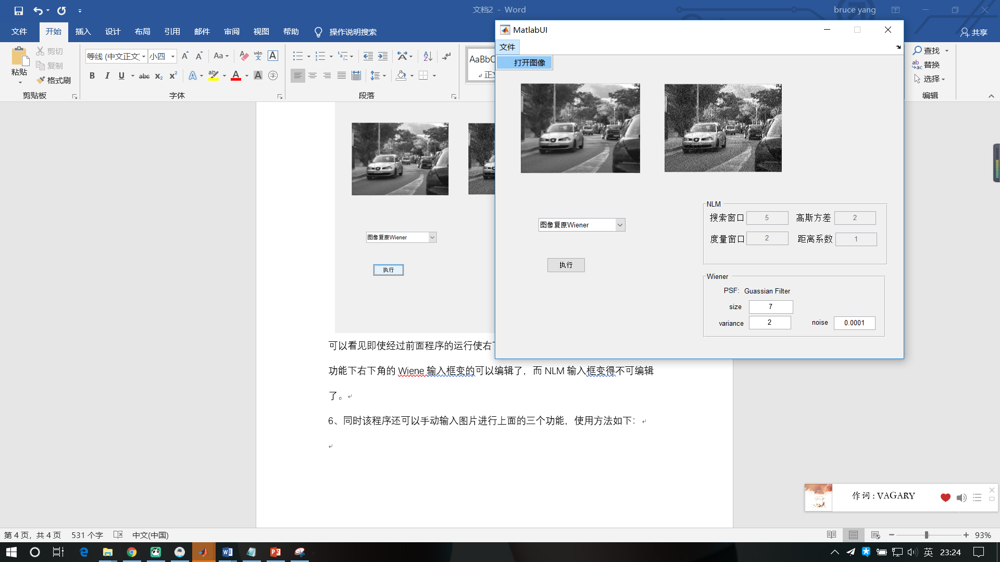 文档2 - Word
bruce yang
文件 开始 插入 设计 布局 引用 邮件 审阅 视图 帮助 操作说明搜索
共享
粘贴
剪切
复制
格式刷
剪贴板
等线 (中文正文)
小四
Aa
wén
文
A
B I U abc X₂ X²
A
A
A
字
字体
段落
AaBbC
查找
替换
选择
编辑
图像复原Wiener
执行
可以看见即使经过前面程序的运行使右
功能下右下角的 Wiene 输入框变的可以编辑了，而 NLM 输入框变得不可编辑
了。
6、同时该程序还可以手动输入图片进行上面的三个功能，使用方法如下：
MatlabUI
文件
打开图像
图像复原Wiener
执行
NLM
搜索窗口 5 高斯方差 2
度量窗口 2 距离系数 1
Wiener
PSF: Guassian Filter
size 7
variance 2 noise 0.0001
作词 : VAGARY
第 4 页，共 4 页 531 个字 中文(中国)
93%
英 23:24